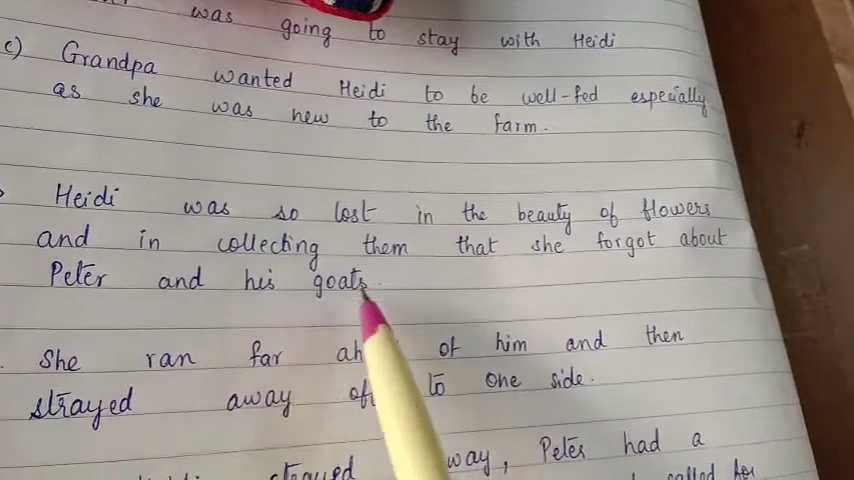 was going to stay with Heidi
c) Grandpa wanted Heidi to be well-fed especially
as she was new to the farm.
Heidi was so lost in the beauty of flowers
and in collecting them that she forgot about
Peter and his goats.
She ran far of him and then
strayed away to one side.
strayed way, Peter had a
called for